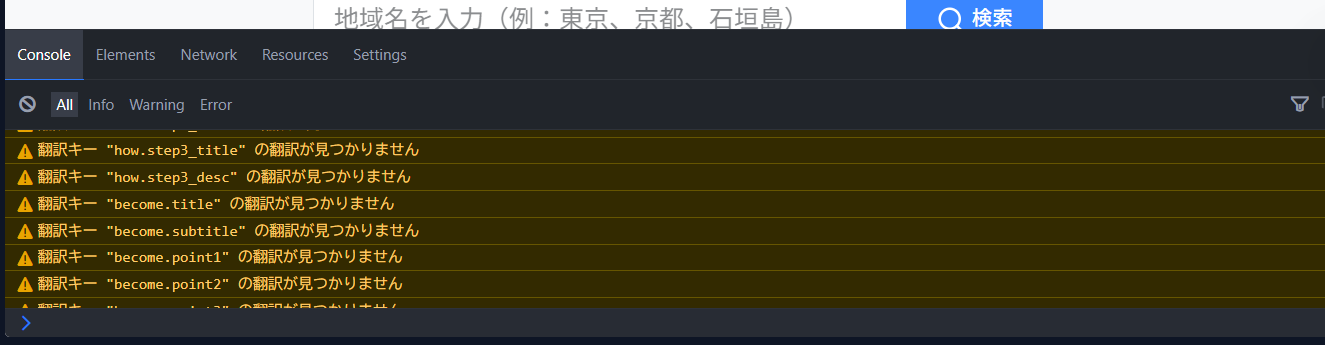 地域名を入力（例：東京、京都、石垣島）
検索
Console Elements Network Resources Settings
All Info Warning Error
翻訳キー "how.step3_title" の翻訳が見つかりません
翻訳キー "how.step3_desc" の翻訳が見つかりません
翻訳キー "become.title" の翻訳が見つかりません
翻訳キー "become.subtitle" の翻訳が見つかりません
翻訳キー "become.point1" の翻訳が見つかりません
翻訳キー "become.point2" の翻訳が見つかりません